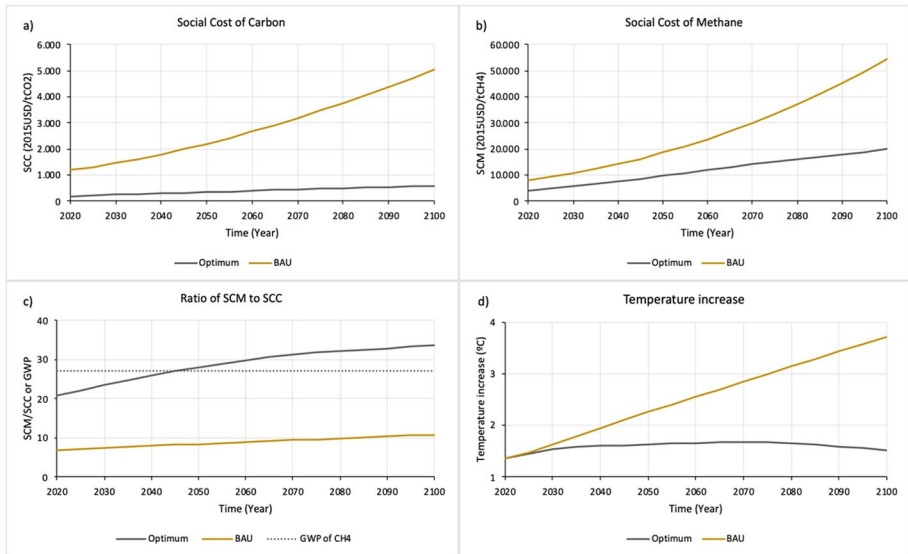 a)
Social Cost of Carbon
SCC (2015USD/tCO2)
6.000
5.000
4.000
3.000
2.000
1.000
0
2020 2030 2040 2050 2060 2070 2080 2090 2100
Time (Year)
Optimum BAU
b)
Social Cost of Methane
SCM (2015USD/tCH4)
60.000
50.000
40.000
30.000
20.000
10.000
0
2020 2030 2040 2050 2060 2070 2080 2090 2100
Time (Year)
Optimum BAU
c)
Ratio of SCM to SCC
SCM/SCC or GWP
40
30
20
10
0
2020 2030 2040 2050 2060 2070 2080 2090 2100
Time (Year)
Optimum BAU GWP of CH4
d)
Temperature increase
Temperature increase (ºC)
4
3
2
1
2020 2030 2040 2050 2060 2070 2080 2090 2100
Time (Year)
Optimum BAU